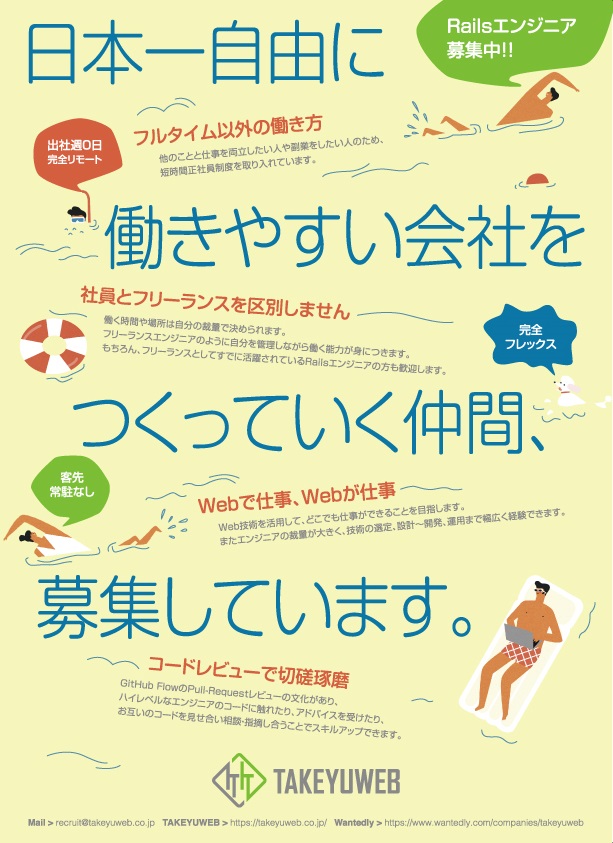 日本一自由に
Railsエンジニア
募集中!!
フルタイム以外の働き方
他のことと仕事を両立したい人や副業をしたい人のため、
短時間正社員制度を取り入れています。
出社週0日
完全リモート
働きやすい会社を
社員とフリーランスを区別しません
働く時間や場所は自分の裁量で決められます。
フリーランスエンジニアのように自分を管理しながら働く能力が身につきます。
もちろん、フリーランスとしてすでに活躍されているRailsエンジニアの方も歓迎します。
完全
フレックス
つくっていく仲間、
客先
常駐なし
Webで仕事、Webが仕事
Web技術を活用して、どこでも仕事ができることを目指します。
またエンジニアの裁量が大きく、技術の選定、設計〜開発、運用まで幅広く経験できます。
募集しています。
コードレビューで切磋琢磨
GitHub FlowのPull-Requestレビューの文化があり、
ハイレベルなエンジニアのコードに触れたり、アドバイスを受けたり、
お互いのコードを見せ合い相談・指摘し合うことでスキルアップできます。
TAKEYUWEB
Mail > recruit@takeyuweb.co.jp TAKEYUWEB > https://takeyuweb.co.jp/ Wantedly > https://www.wantedly.com/companies/takeyuweb